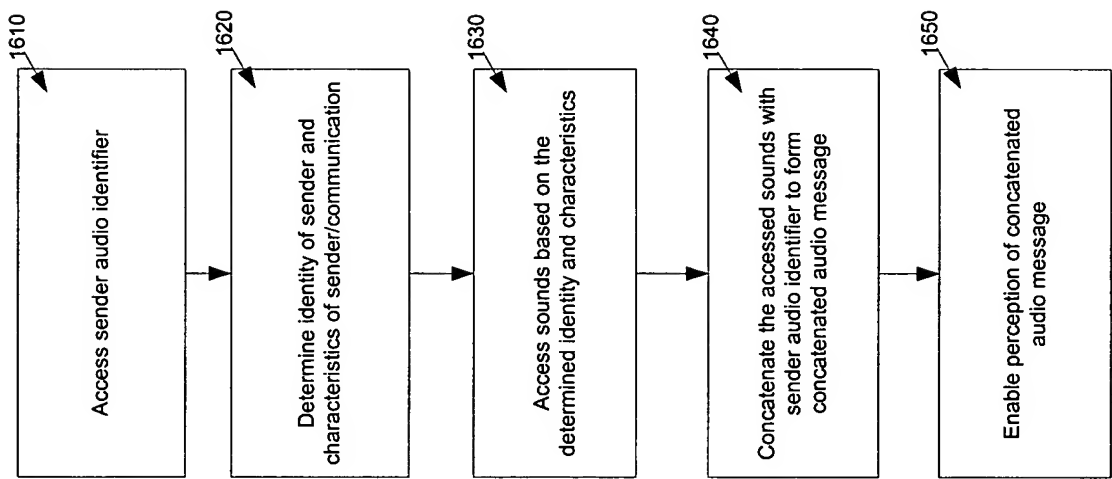 1610
Access sender audio identifier
1620
Determine identity of sender and
characteristics of sender/communication
1630
Access sounds based on the
determined identity and characteristics
1640
Concatenate the accessed sounds with
sender audio identifier to form
concatenated audio message
1650
Enable perception of concatenated
audio message